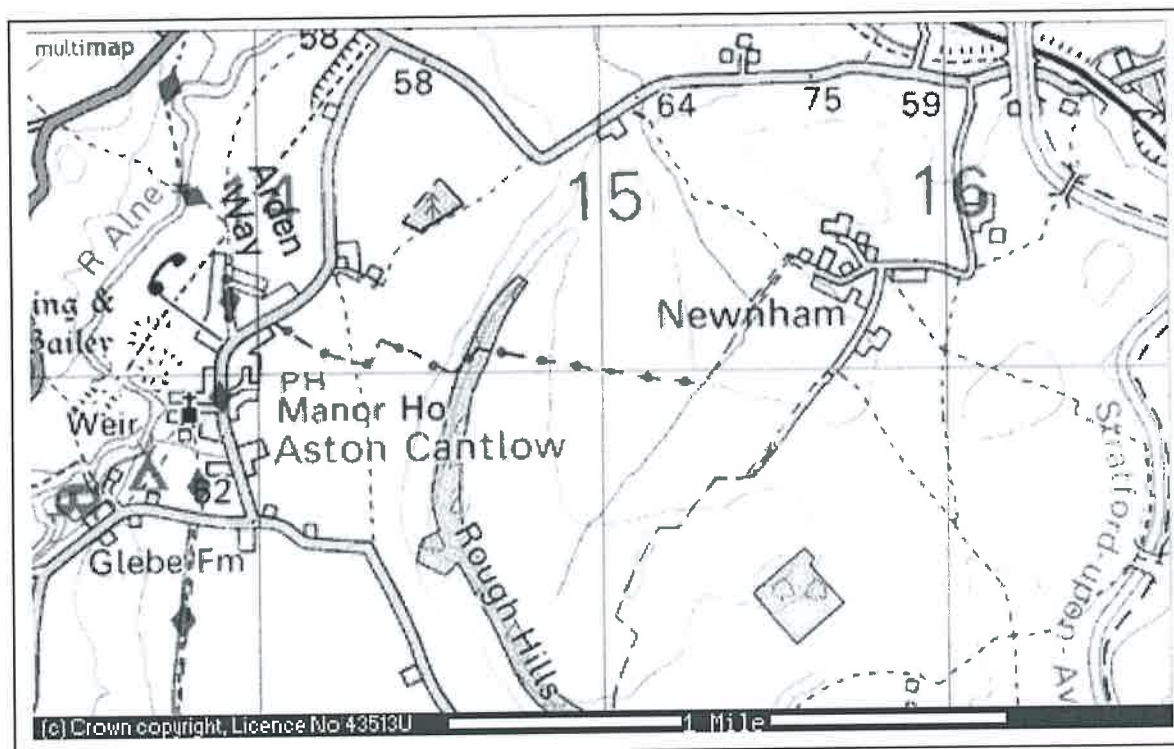 multimap
58
58
64
75
59
R Alne
Arden
Way
15
16
ing &
Bailey
Newnham
PH
Manor Ho
Aston Cantlow
Weir
62
Glebe Fm
Rough Hills
Stratford-upon-Av
(c) Crown copyright, Licence No 43513U
1 Mile